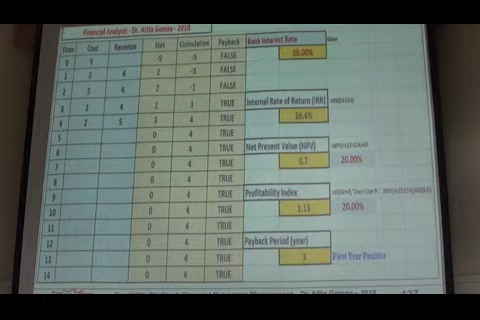 Financial Analysis - Dr. Attila Gomaa - 2018
Time Cost Revenue Net Cumulative Payback
0 5 -5 -5 FALSE
1 2 4 2 -3 FALSE
2 2 4 2 -1 FALSE
3 2 4 2 1 TRUE
4 2 5 3 4 TRUE
5 0 4 TRUE
6 0 4 TRUE
7 0 4 TRUE
8 0 4 TRUE
9 0 4 TRUE
10 0 4 TRUE
11 0 4 TRUE
12 0 4 TRUE
13 0 4 TRUE
14 0 4 TRUE
Bank Interest Rate
20.00%
Internal Rate of Return (IRR)
26.4%
Net Present Value (NPV)
0.7 20.00%
Profitability Index
1.13 20.00%
Payback Period (year)
3 First Year Positive